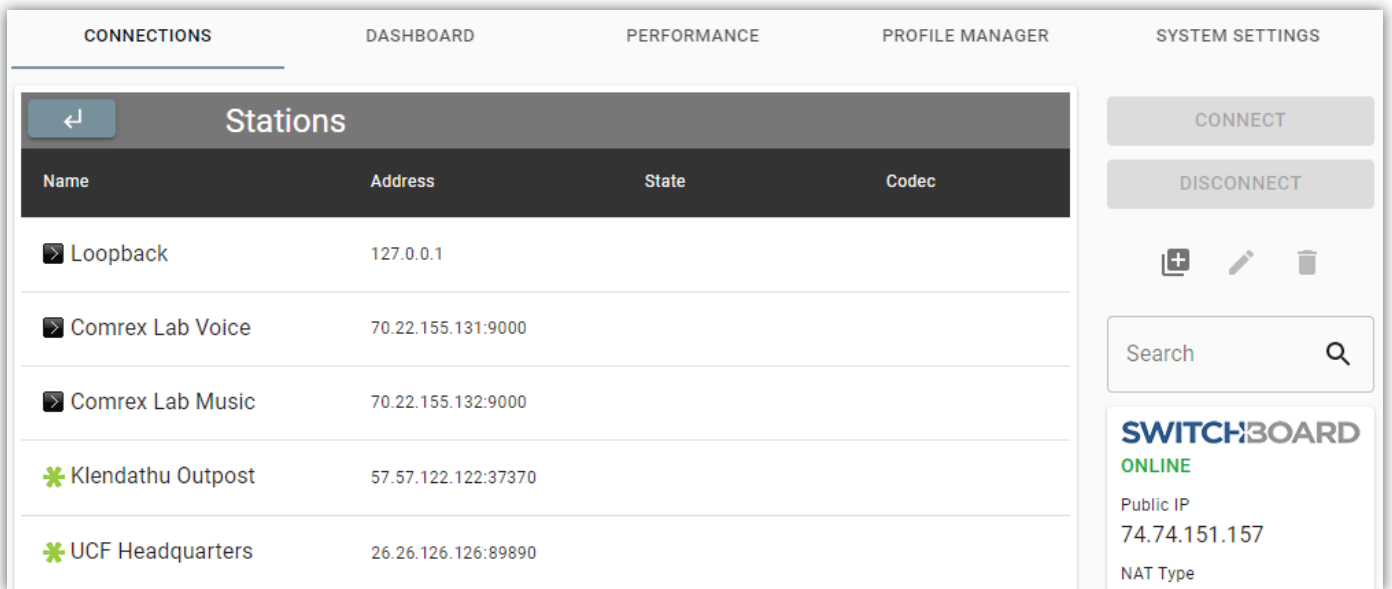 CONNECTIONS DASHBOARD PERFORMANCE PROFILE MANAGER SYSTEM SETTINGS
Stations
Name Address State Codec
Loopback 127.0.0.1
Comrex Lab Voice 70.22.155.131:9000
Comrex Lab Music 70.22.155.132:9000
Klendathu Outpost 57.57.122.122:37370
UCF Headquarters 26.26.126.126:89890
CONNECT
DISCONNECT
Search
SWITCHBOARD
ONLINE
Public IP
74.74.151.157
NAT Type